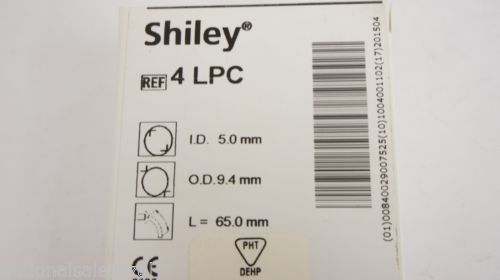 Shiley®
REF 4 LPC
I.D. 5.0 mm
O.D. 9.4 mm
L = 65.0 mm
PHT
DEHP
CE
(01)00840029007525(10)1004001102(17)201504